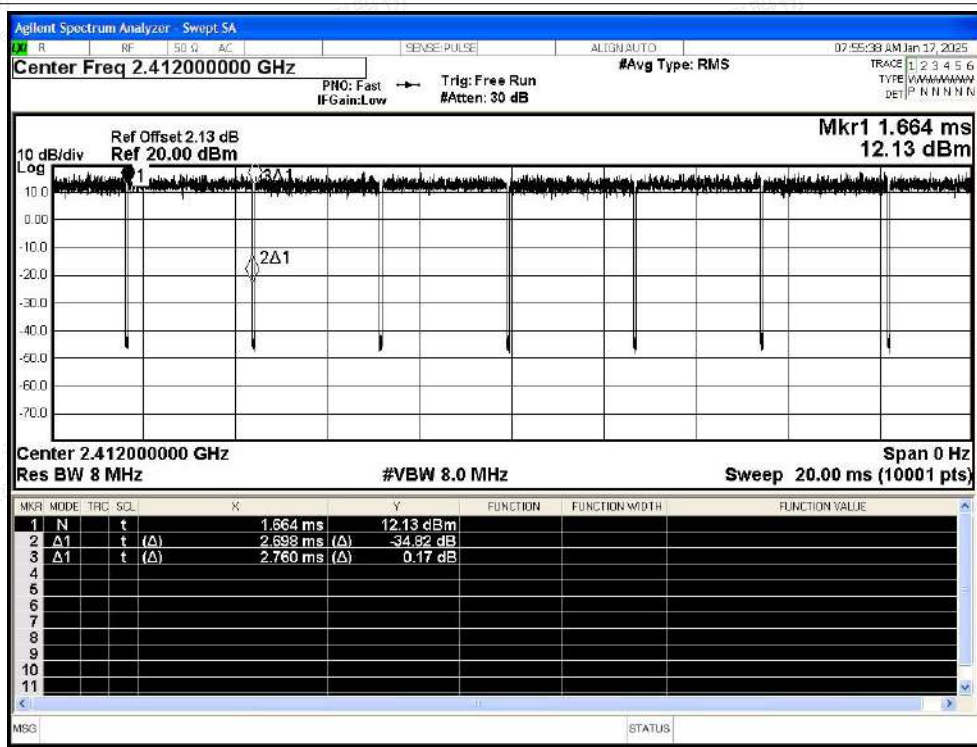 Agilent Spectrum Analyzer - Swept SA
LXI R RF 50 Ω AC SENSE:PULSE ALIGNAUTO 07:55:38 AM Jan 17, 2025
Center Freq 2.412000000 GHz #Avg Type: RMS TRACE 1 2 3 4 5 6
PNO: Fast Trig: Free Run TYPE
IFGain:Low #Atten: 30 dB DET P N N N N N
Mkr1 1.664 ms
Ref Offset 2.13 dB
10 dB/div Ref 20.00 dBm 12.13 dBm
Log
1 3Δ1
10.0
0.00
-10.0
2Δ1
-20.0
-30.0
-40.0
-50.0
-60.0
-70.0
Center 2.412000000 GHz Span 0 Hz
Res BW 8 MHz #VBW 8.0 MHz Sweep 20.00 ms (10001 pts)
MKR MODE TRC SCL X Y FUNCTION FUNCTION WIDTH FUNCTION VALUE
1 N t 1.664 ms 12.13 dBm
2 Δ1 t (Δ) 2.698 ms (Δ) -34.82 dB
3 Δ1 t (Δ) 2.760 ms (Δ) 0.17 dB
4
5
6
7
8
9
10
11
MSG STATUS